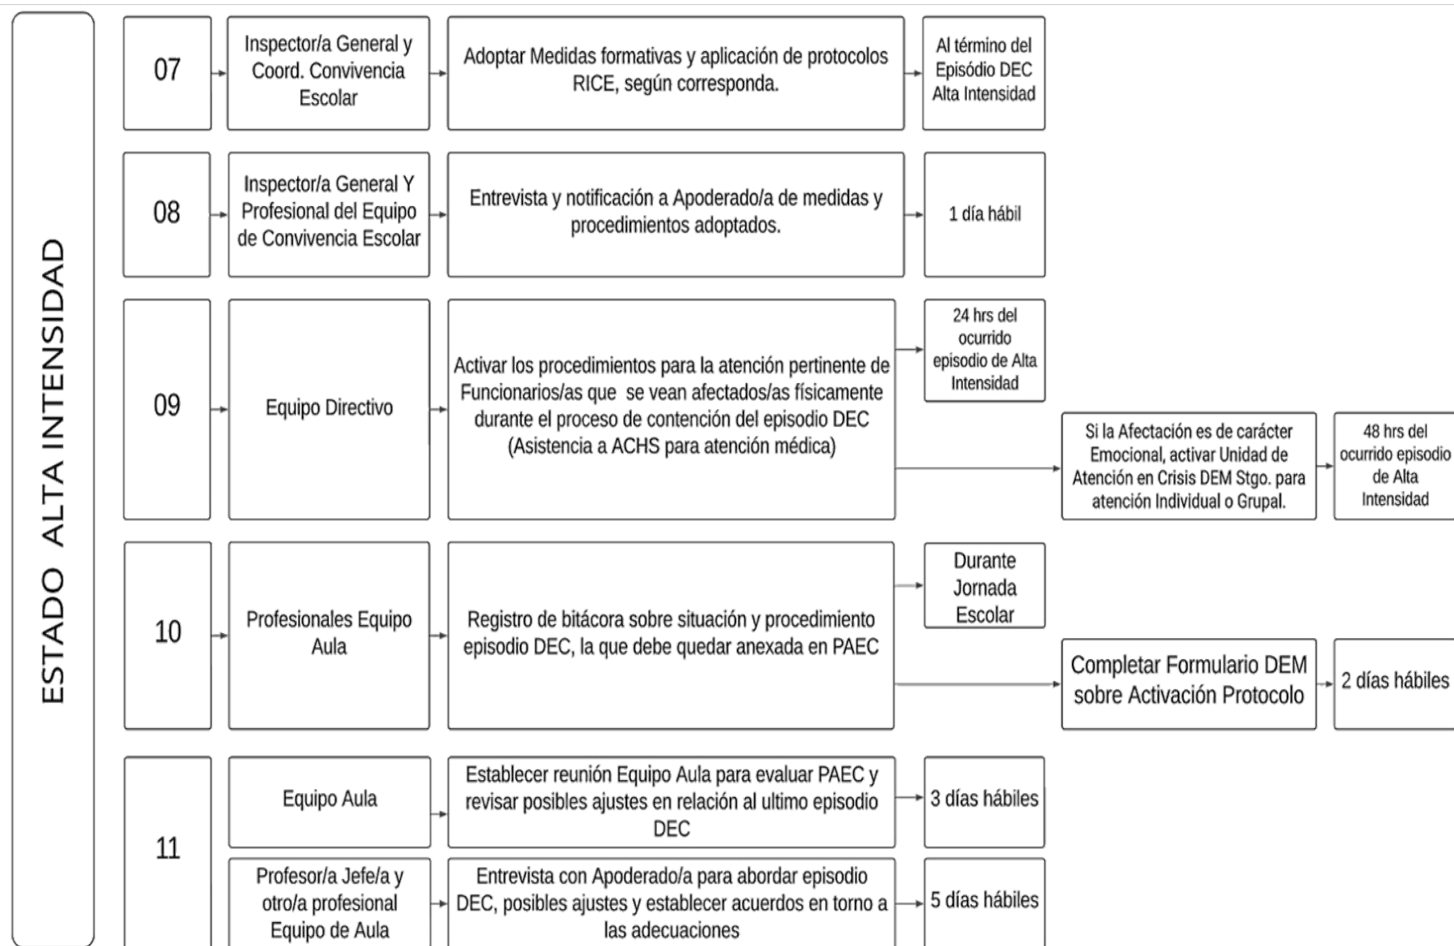 ESTADO ALTA INTENSIDAD
07
Inspector/a General y
Coord. Convivencia
Escolar
Adoptar Medidas formativas y aplicación de protocolos
RICE, según corresponda.
Al término del
Episódio DEC
Alta Intensidad
08
Inspector/a General Y
Profesional del Equipo
de Convivencia Escolar
Entrevista y notificación a Apoderado/a de medidas y
procedimientos adoptados.
1 día hábil
09
Equipo Directivo
Activar los procedimientos para la atención pertinente de
Funcionarios/as que se vean afectados/as físicamente
durante el proceso de contención del episodio DEC
(Asistencia a ACHS para atención médica)
24 hrs del
ocurrido
episodio de Alta
Intensidad
Si la Afectación es de carácter
Emocional, activar Unidad de
Atención en Crisis DEM Stgo. para
atención Individual o Grupal.
48 hrs del
ocurrido episodio
de Alta
Intensidad
10
Profesionales Equipo
Aula
Registro de bitácora sobre situación y procedimiento
episodio DEC, la que debe quedar anexada en PAEC
Durante
Jornada
Escolar
Completar Formulario DEM
sobre Activación Protocolo
2 días hábiles
11
Equipo Aula
Establecer reunión Equipo Aula para evaluar PAEC y
revisar posibles ajustes en relación al ultimo episodio
DEC
3 días hábiles
Profesor/a Jefe/a y
otro/a profesional
Equipo de Aula
Entrevista con Apoderado/a para abordar episodio
DEC, posibles ajustes y establecer acuerdos en torno a
las adecuaciones
5 días hábiles